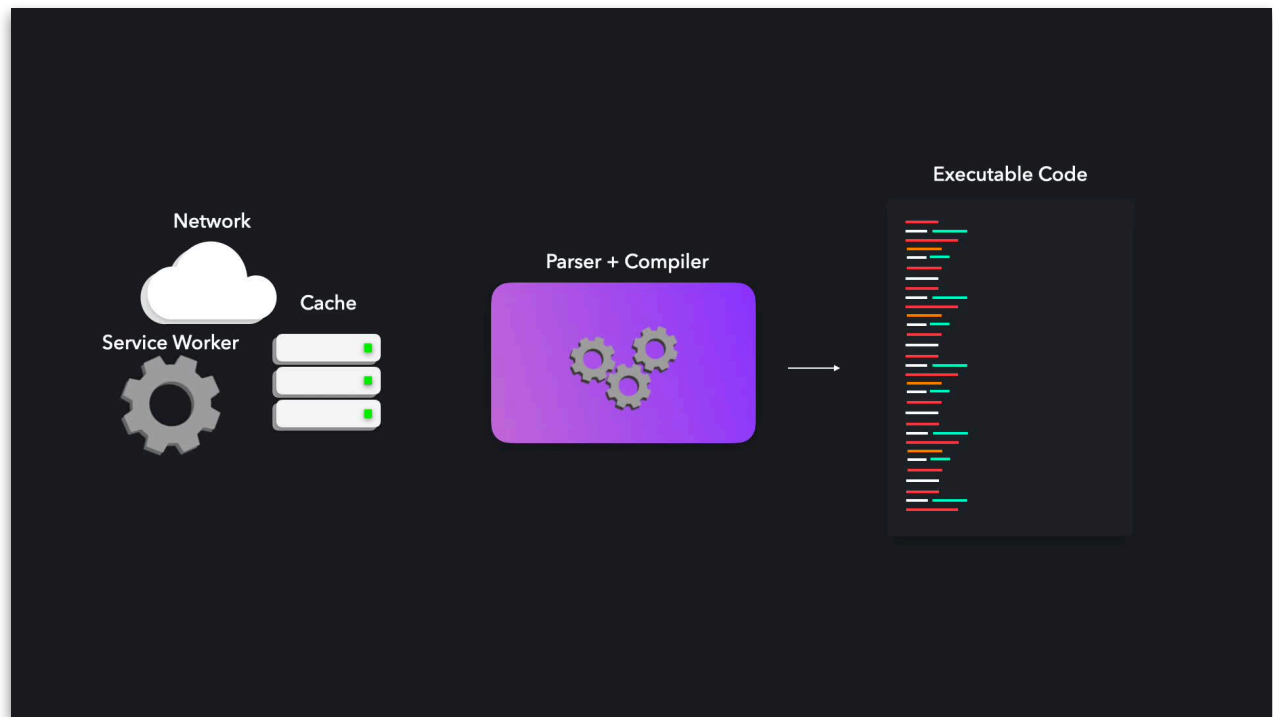 Network
Cache
Service Worker
Parser + Compiler
Executable Code